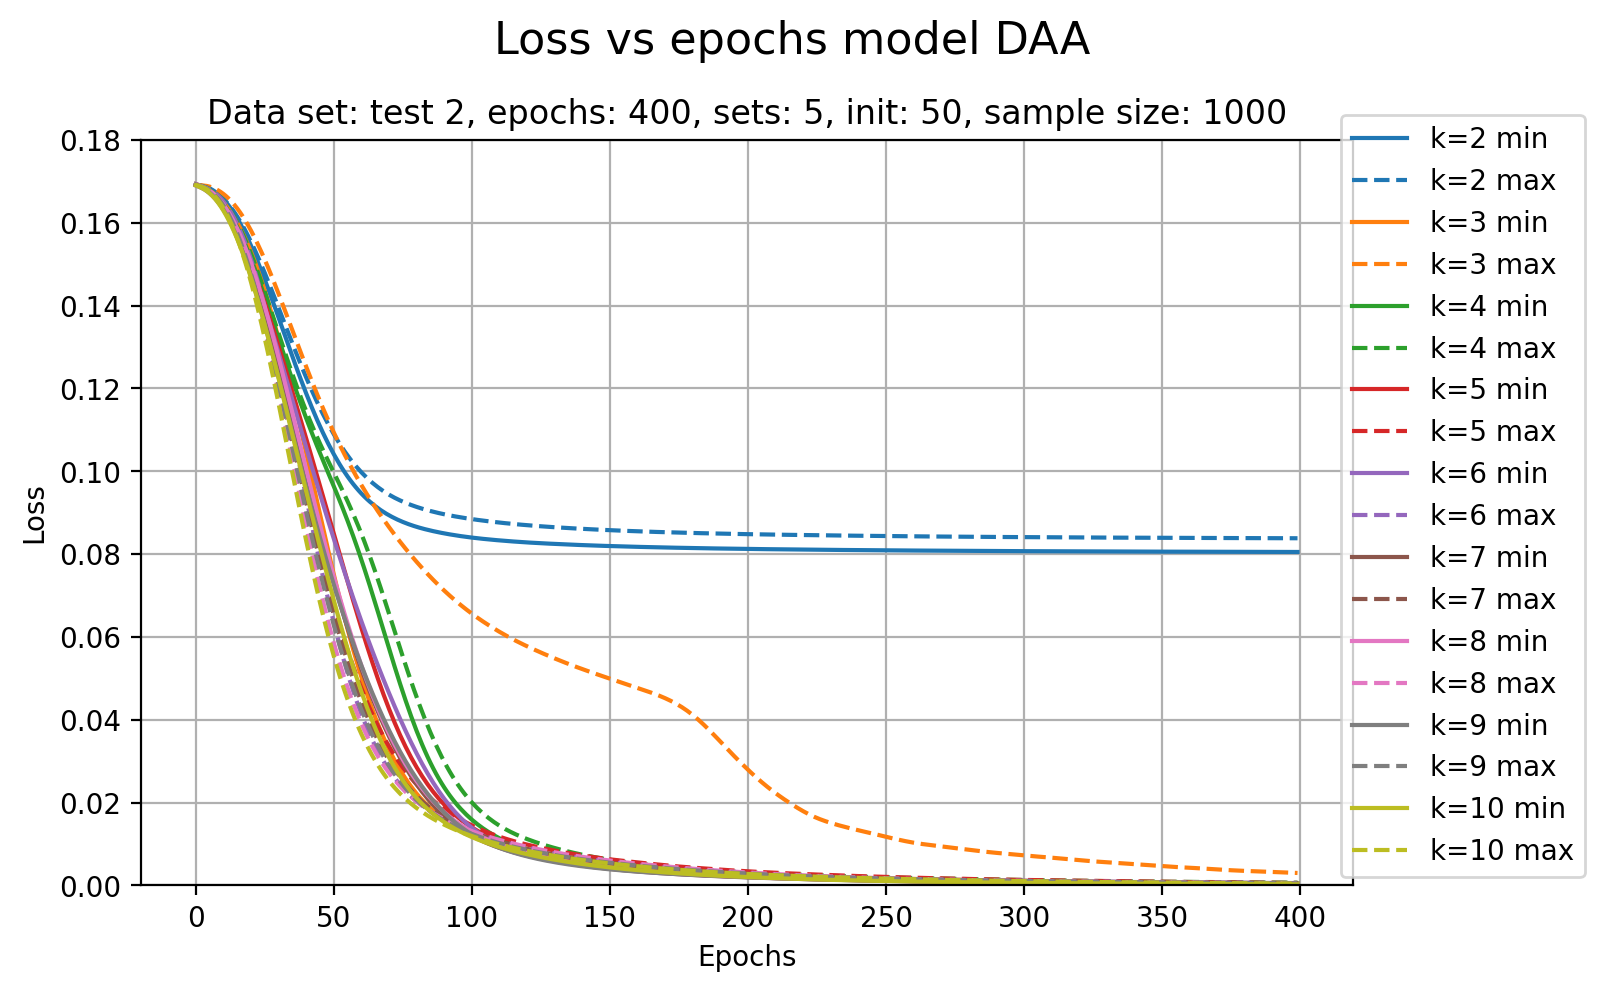 Loss vs epochs model DAA
Data set: test 2, epochs: 400, sets: 5, init: 50, sample size: 1000
0.18
0.16
0.14
0.12
0.10
0.08
0.06
0.04
0.02
0.00
Loss
0 50 100 150 200 250 300 350 400
Epochs
k=2 min
k=2 max
k=3 min
k=3 max
k=4 min
k=4 max
k=5 min
k=5 max
k=6 min
k=6 max
k=7 min
k=7 max
k=8 min
k=8 max
k=9 min
k=9 max
k=10 min
k=10 max